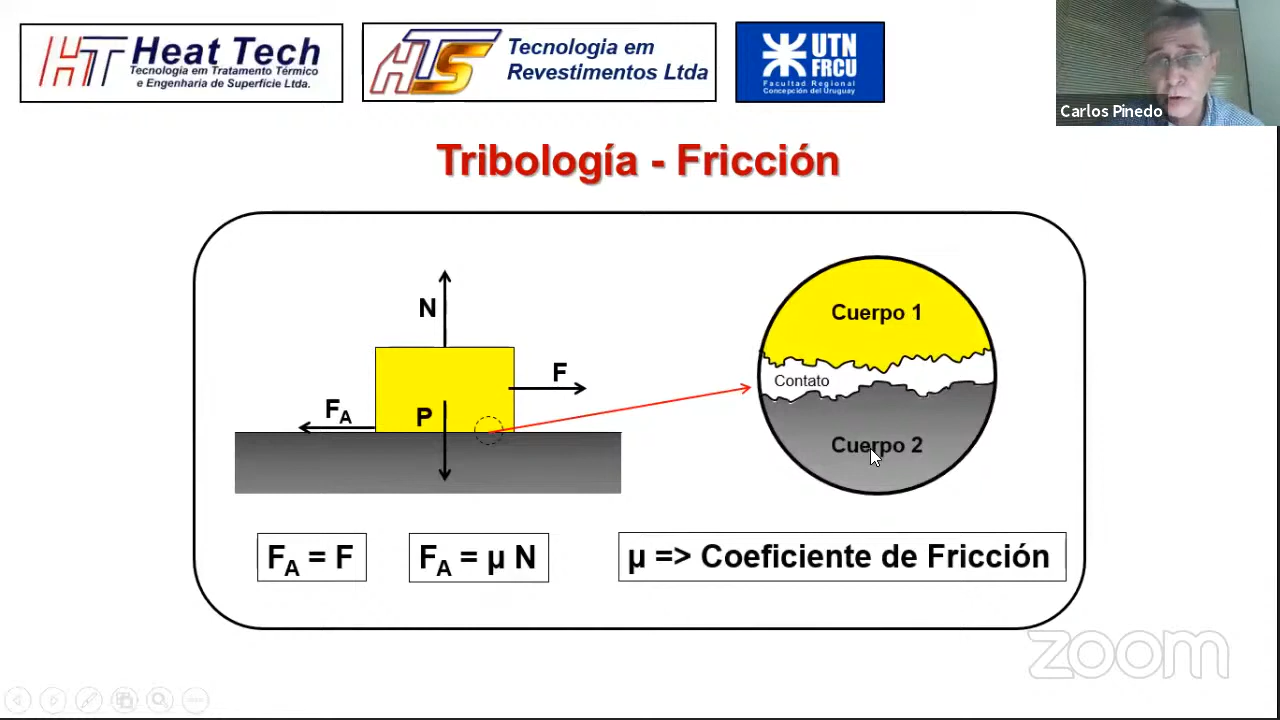 Heat Tech
Tecnologia em Tratamento Térmico
e Engenharia de Superfície Ltda.
HTS
Tecnologia em
Revestimentos Ltda
UTN
FRCU
Facultad Regional
Concepción del Uruguay
Carlos Pinedo
Tribología - Fricción
N
F
FA
P
Cuerpo 1
Contato
Cuerpo 2
FA = F
FA = µ N
µ => Coeficiente de Fricción
zoom